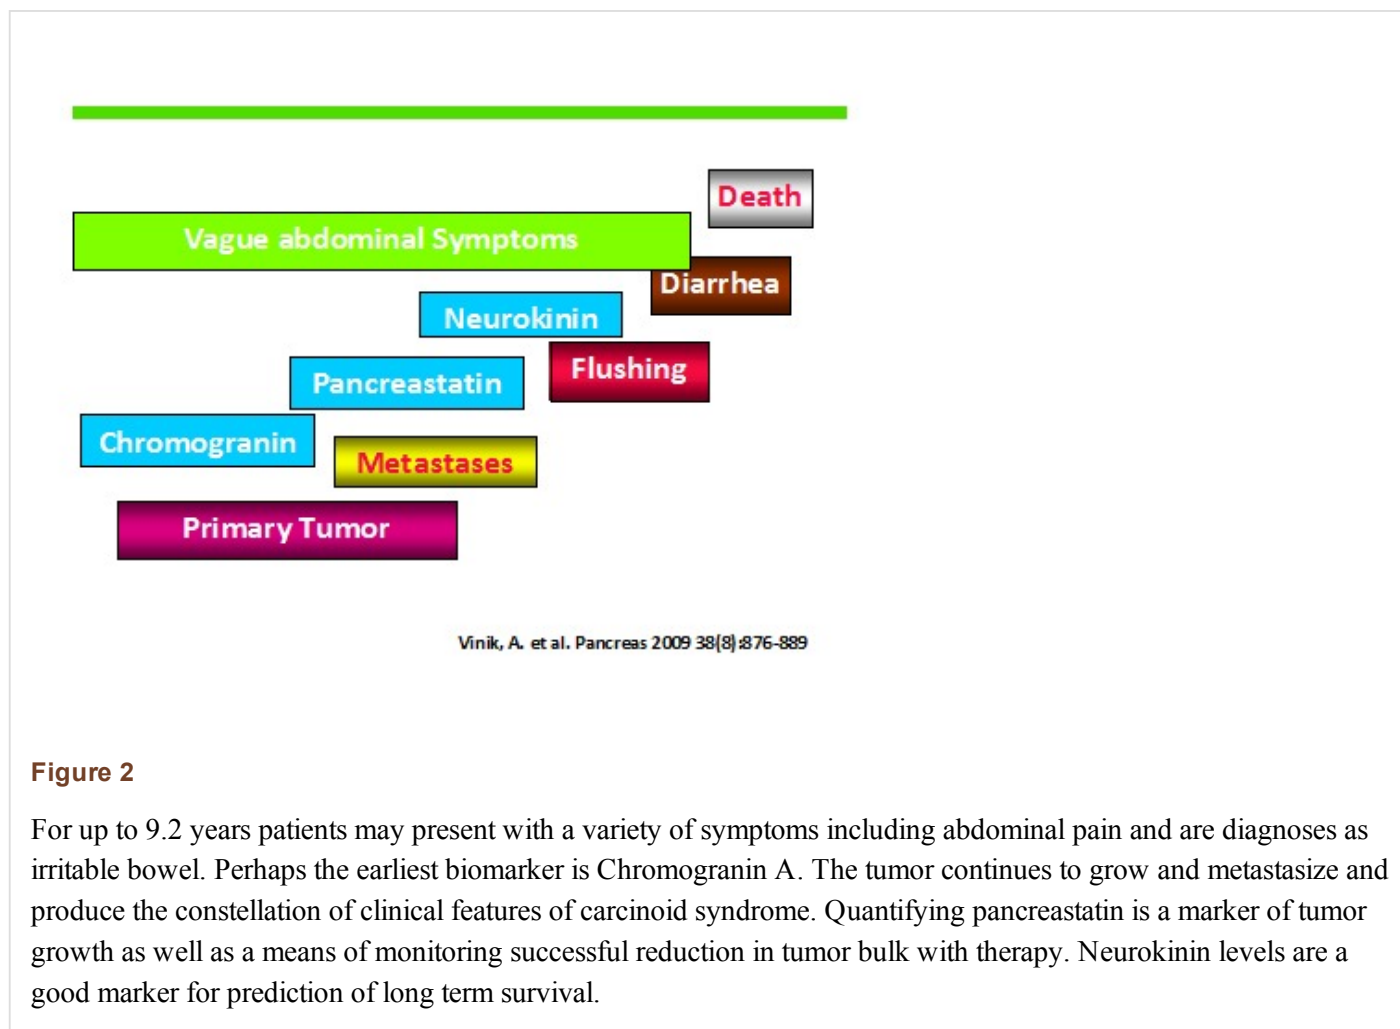 Death
Vague abdominal Symptoms
Diarrhea
Neurokinin
Flushing
Pancreastatin
Chromogranin
Metastases
Primary Tumor
Vinik, A. et al. Pancreas 2009 38(8):876-889
Figure 2
For up to 9.2 years patients may present with a variety of symptoms including abdominal pain and are diagnoses as
irritable bowel. Perhaps the earliest biomarker is Chromogranin A. The tumor continues to grow and metastasize and
produce the constellation of clinical features of carcinoid syndrome. Quantifying pancreastatin is a marker of tumor
growth as well as a means of monitoring successful reduction in tumor bulk with therapy. Neurokinin levels are a
good marker for prediction of long term survival.